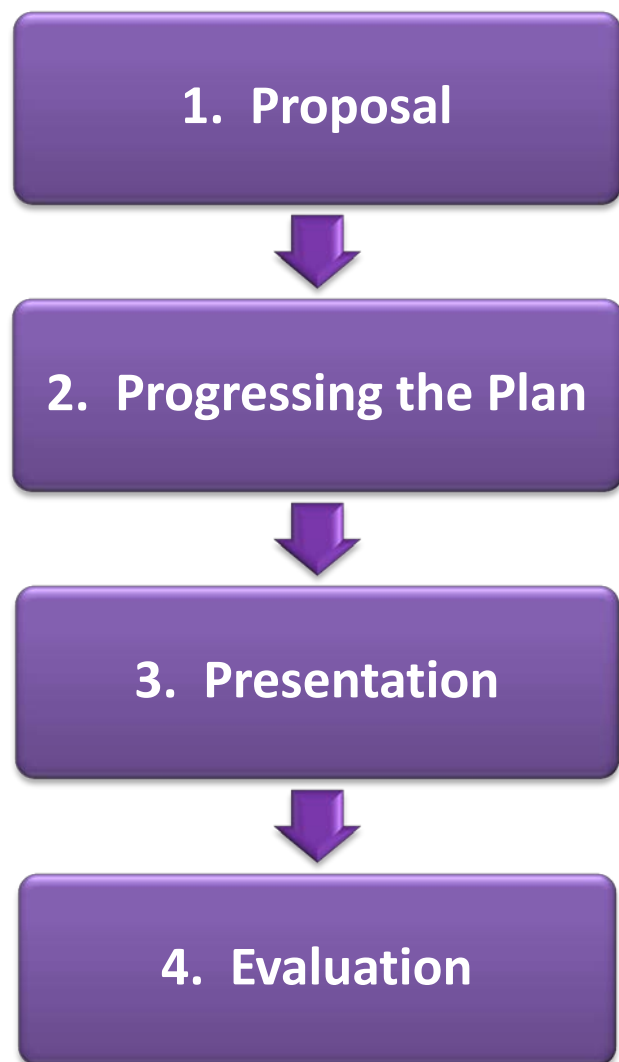 1. Proposal
2. Progressing the Plan
3. Presentation
4. Evaluation